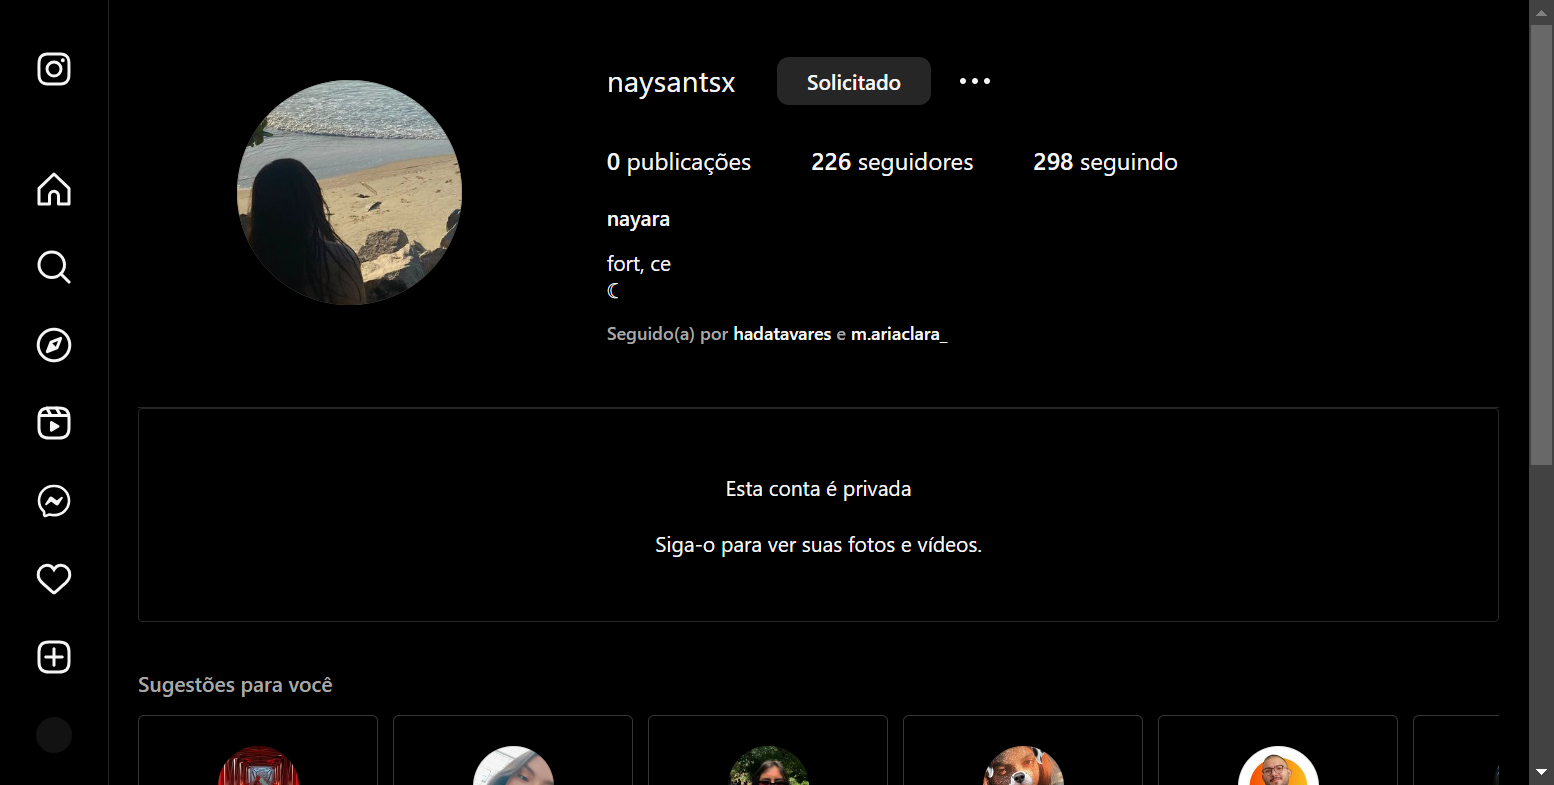 naysantsx Solicitado
0 publicações 226 seguidores 298 seguindo
nayara
fort, ce
☾
Seguido(a) por hadatavares e m.ariaclara_
Esta conta é privada
Siga-o para ver suas fotos e vídeos.
Sugestões para você